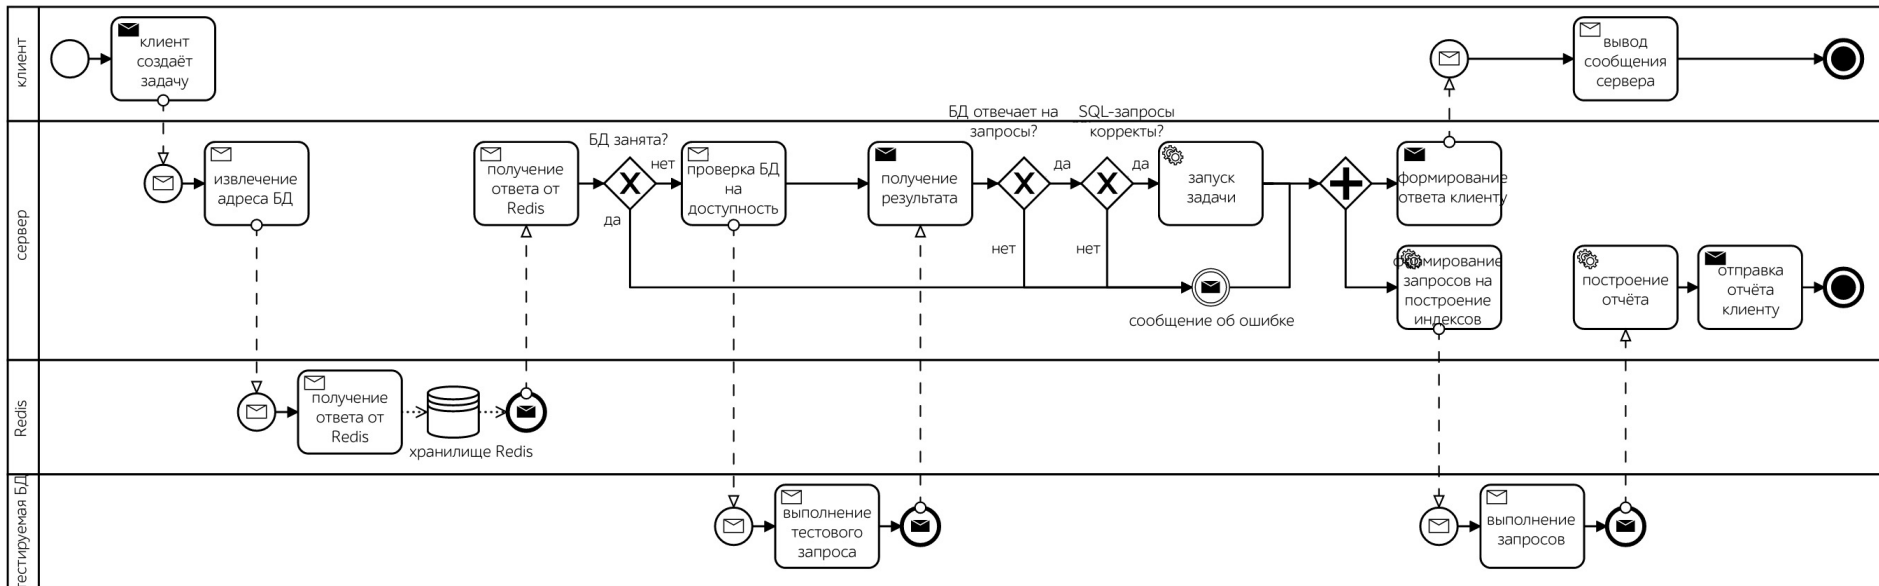 клиент
клиент
создаёт
задачу
вывод
сообщения
сервера
сервер
извлечение
адреса БД
получение
ответа от
Redis
БД занята?
нет
да
проверка БД
на
доступность
получение
результата
БД отвечает на
запросы?
да
нет
SQL-запросы
корректы?
да
нет
запуск
задачи
сообщение об ошибке
формирование
ответа клиенту
формирование
запросов на
построение
индексов
построение
отчёта
отправка
отчёта
клиенту
Redis
получение
ответа от
Redis
хранилище Redis
тестируемая БД
выполнение
тестового
запроса
выполнение
запросов